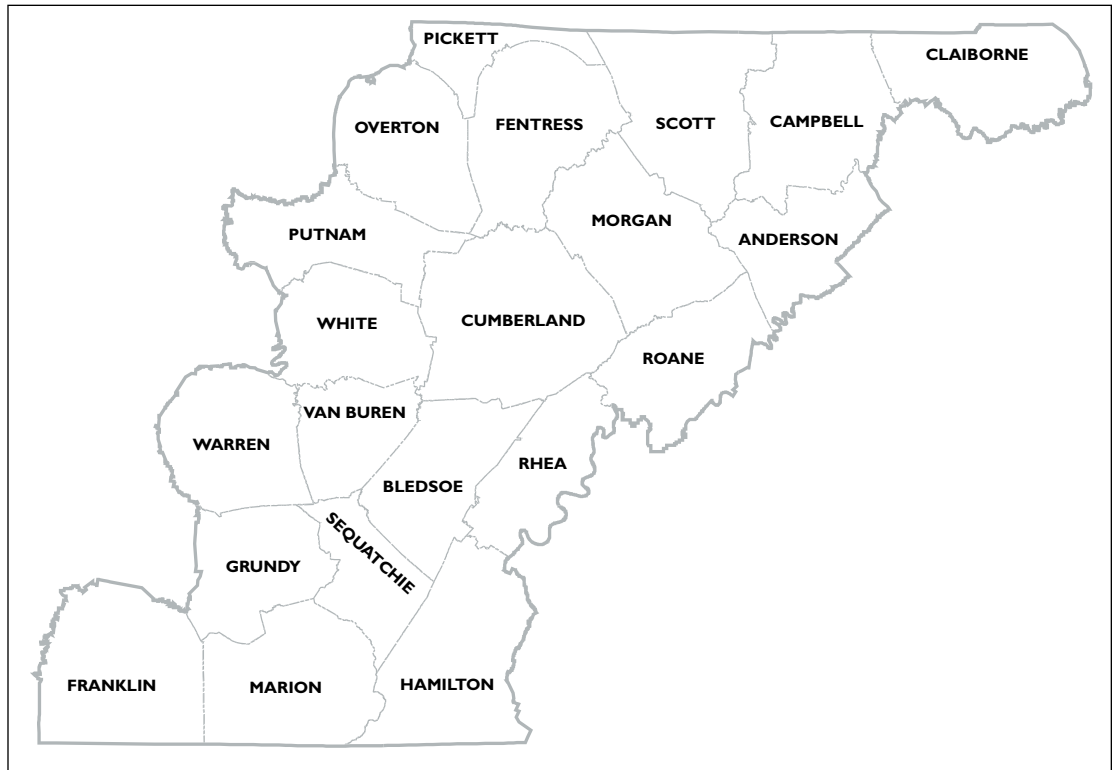 PICKETT
CLAIBORNE
OVERTON
FENTRESS
SCOTT
CAMPBELL
PUTNAM
MORGAN
ANDERSON
WHITE
CUMBERLAND
ROANE
VAN BUREN
WARREN
RHEA
BLEDSOE
SEQUATCHIE
GRUNDY
FRANKLIN
MARION
HAMILTON